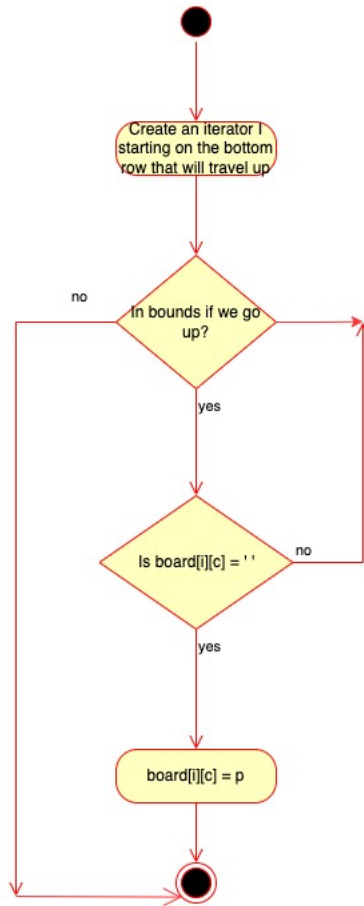 Create an iterator I
starting on the bottom
row that will travel up
no
In bounds if we go
up?
yes
Is board[i][c] = ' '
no
yes
board[i][c] = p